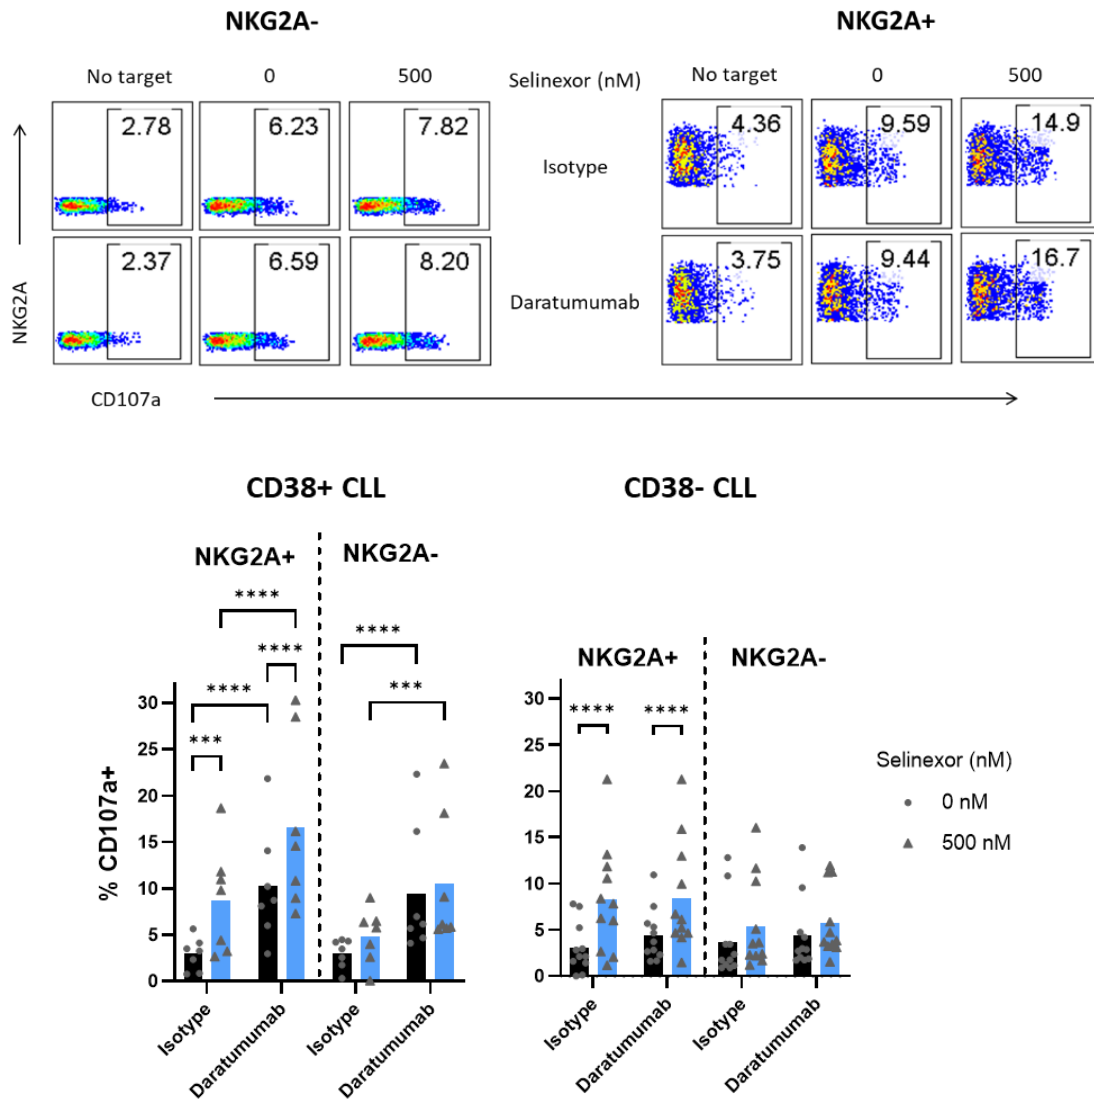 NKG2A- NKG2A+
No target 0 500 Selinexor (nM) No target 0 500
2.78 6.23 7.82 Isotype 4.36 9.59 14.9
2.37 6.59 8.20 Daratumumab 3.75 9.44 16.7
NKG2A
CD107a
CD38+ CLL CD38- CLL
NKG2A+ NKG2A-
****
****
****
****
***
***
% CD107a+
30
25
20
15
10
5
0
Isotype Daratumumab Isotype Daratumumab
NKG2A+ NKG2A-
**** ****
30
25
20
15
10
5
0
Isotype Daratumumab Isotype Daratumumab
Selinexor (nM)
0 nM
500 nM